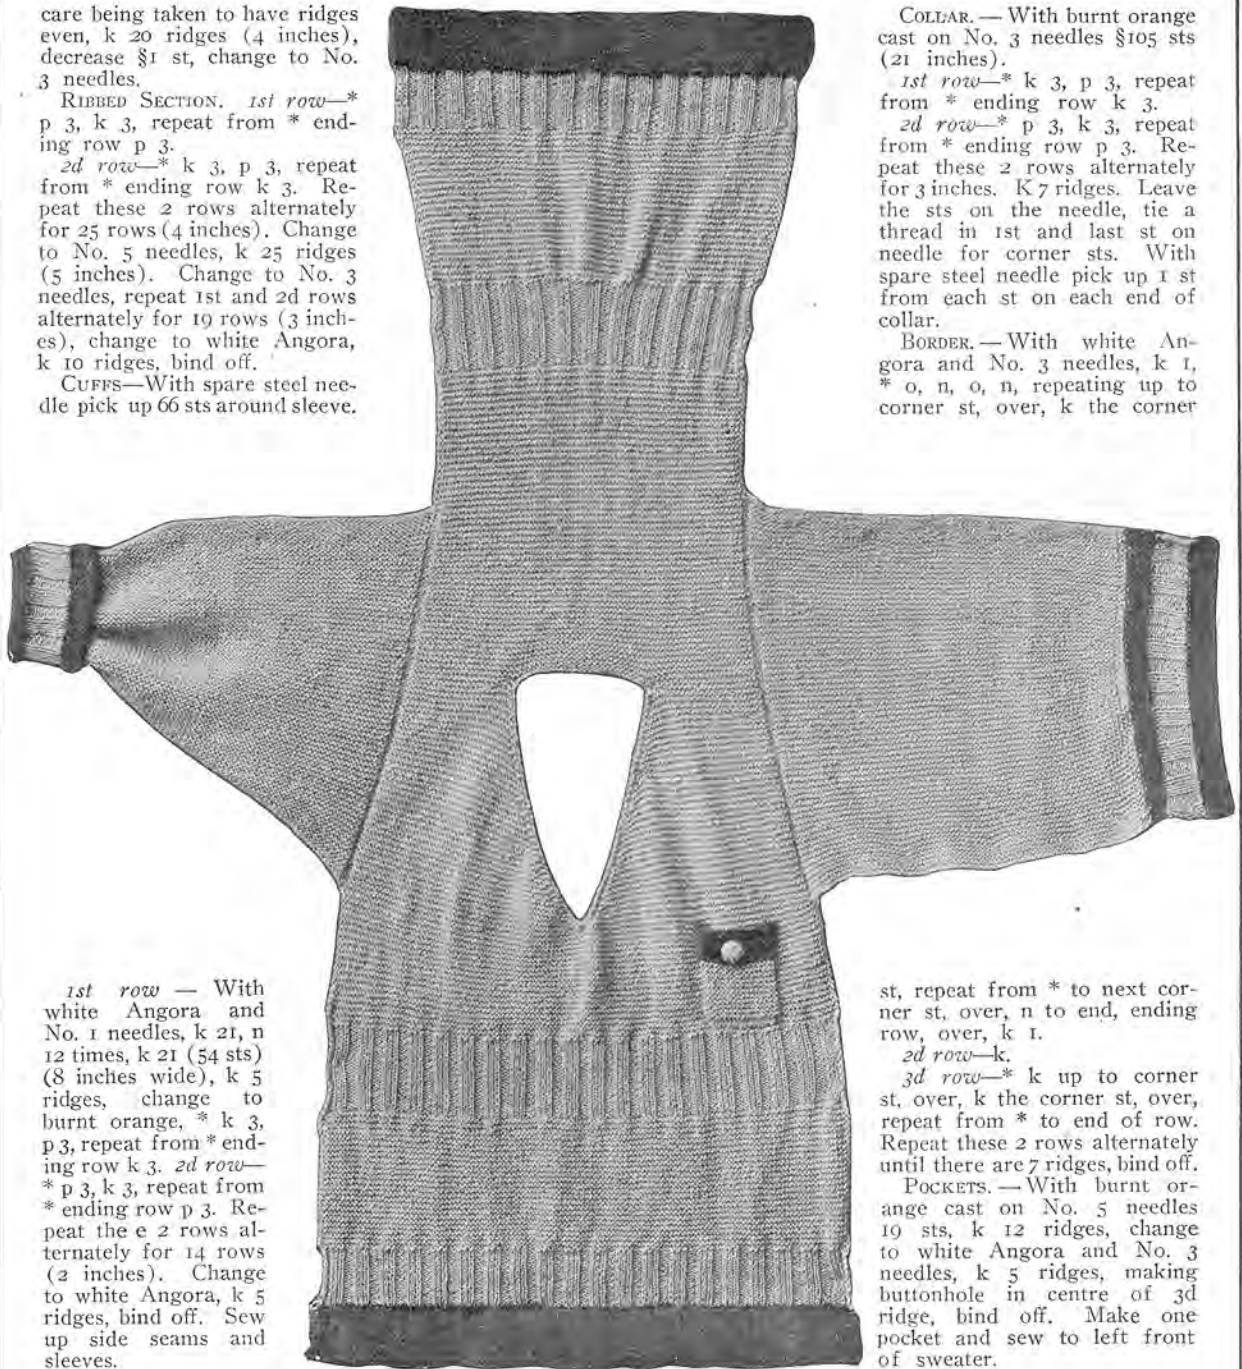 care being taken to have ridges
even, k 20 ridges (4 inches),
decrease §1 st, change to No.
3 needles.
RIBBED SECTION. 1st row—*
p 3, k 3, repeat from * end-
ing row p 3.
2d row—* k 3, p 3, repeat
from * ending row k 3. Re-
peat these 2 rows alternately
for 25 rows (4 inches). Change
to No. 5 needles, k 25 ridges
(5 inches). Change to No. 3
needles, repeat 1st and 2d rows
alternately for 19 rows (3 inch-
es), change to white Angora,
k 10 ridges, bind off.
CUFFS—With spare steel nee-
dle pick up 66 sts around sleeve.
1st row — With
white Angora and
No. 1 needles, k 21, n
12 times, k 21 (54 sts)
(8 inches wide), k 5
ridges, change to
burnt orange, * k 3,
p 3, repeat from * end-
ing row k 3. 2d row—
* p 3, k 3, repeat from
* ending row p 3. Re-
peat the e 2 rows al-
ternately for 14 rows
(2 inches). Change
to white Angora, k 5
ridges, bind off. Sew
up side seams and
sleeves.
COLLAR. — With burnt orange
cast on No. 3 needles §105 sts
(21 inches).
1st row—* k 3, p 3, repeat
from * ending row k 3.
2d row—* p 3, k 3, repeat
from * ending row p 3. Re-
peat these 2 rows alternately
for 3 inches. K 7 ridges. Leave
the sts on the needle, tie a
thread in 1st and last st on
needle for corner sts. With
spare steel needle pick up 1 st
from each st on each end of
collar.
BORDER. — With white An-
gora and No. 3 needles, k 1,
* o, n, o, n, repeating up to
corner st, over, k the corner
st, repeat from * to next cor-
ner st, over, n to end, ending
row, over, k 1.
2d row—k.
3d row—* k up to corner
st, over, k the corner st, over,
repeat from * to end of row.
Repeat these 2 rows alternately
until there are 7 ridges, bind off.
POCKETS. — With burnt or-
ange cast on No. 5 needles
19 sts, k 12 ridges, change
to white Angora and No. 3
needles, k 5 ridges, making
buttonhole in centre of 3d
ridge, bind off. Make one
pocket and sew to left front
of sweater.